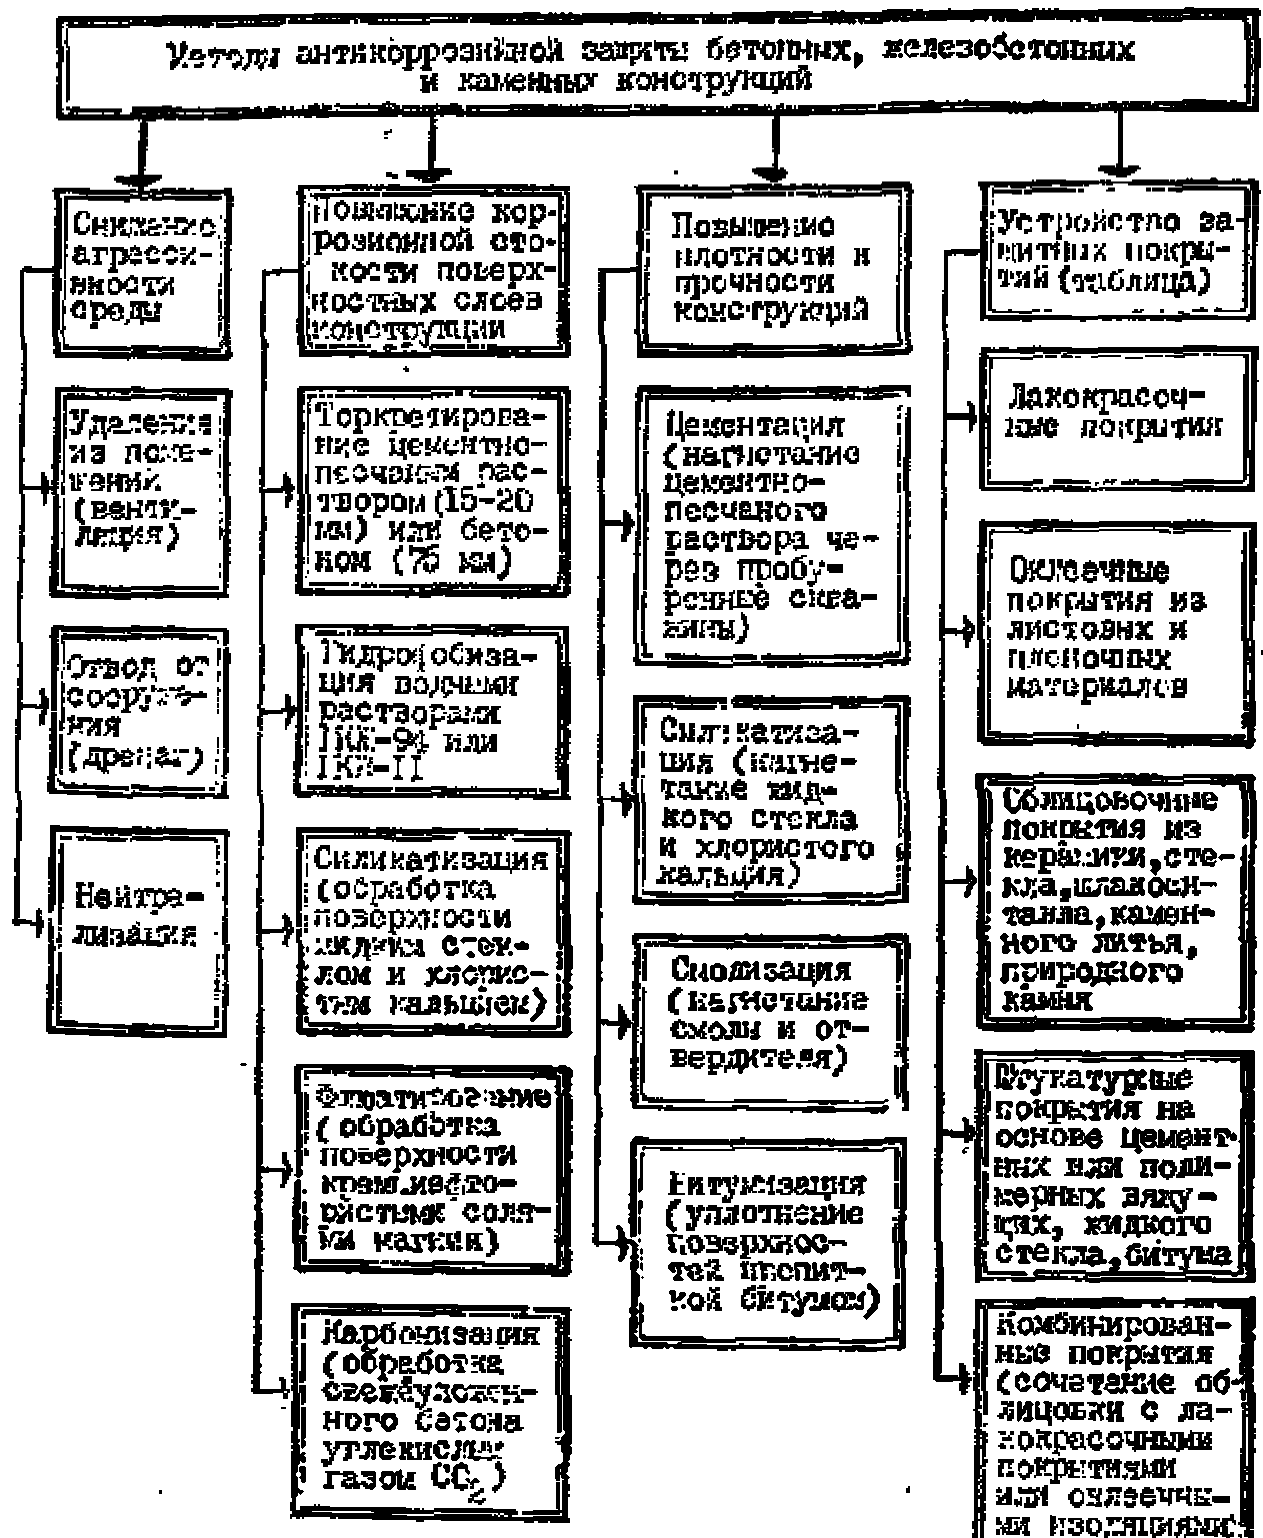 Методы антикоррозийной защиты бетонных, железобетонных
и каменных конструкций
Снижение
агресси-
вности
среды
Удаление
из поме-
щений
(венти-
ляция)
Отвод от
сооруже-
ния
(дренаж)
Нейтра-
лизация
Повышение кор-
розионной сто-
кости поверх-
ностных слоев
конструкции
Торкретирова-
ние цементно-
песчаным рас-
твором (15-20
мм) или бето-
ном (75 мм)
Гидрофобиза-
ция водными
растворами
ГКЖ-94 или
ГКЖ-II
Силикатизация
(обработка
поверхности
жидким стек-
лом и хлорис-
тым кальцием)
Флюатирование
(обработка
поверхности
кремнефто-
ристыми соля-
ми магния)
Карбонизация
(обработка
свежеуложен-
ного бетона
углекислым
газом CO₂)
Повышение
плотности и
прочности
конструкций
Цементация
(нагнетание
цементно-
песчаного
раствора че-
рез пробу-
ренные сква-
жины)
Силикатиза-
ция (нагне-
тание жид-
кого стекла
и хлористого
кальция)
Смолизация
(нагнетание
смолы и от-
вердителя)
Битумизация
(уплотнение
поверхнос-
тей пропит-
кой битумом)
Устройство за-
щитных покры-
тий (таблица)
Лакокрасоч-
ные покрытия
Оклеечные
покрытия из
листовых и
пленочных
материалов
Облицовочные
покрытия из
керамики, сте-
кла, шлакоси-
талла, камен-
ного литья,
природного
камня
Штукатурные
покрытия на
основе цемент-
ных или поли-
мерных вяжу-
щих, жидкого
стекла, битума
Комбинирован-
ные покрытия
(сочетание об-
лицовки с ла-
кокрасочными
покрытиями
или оклеечны-
ми изоляциями)